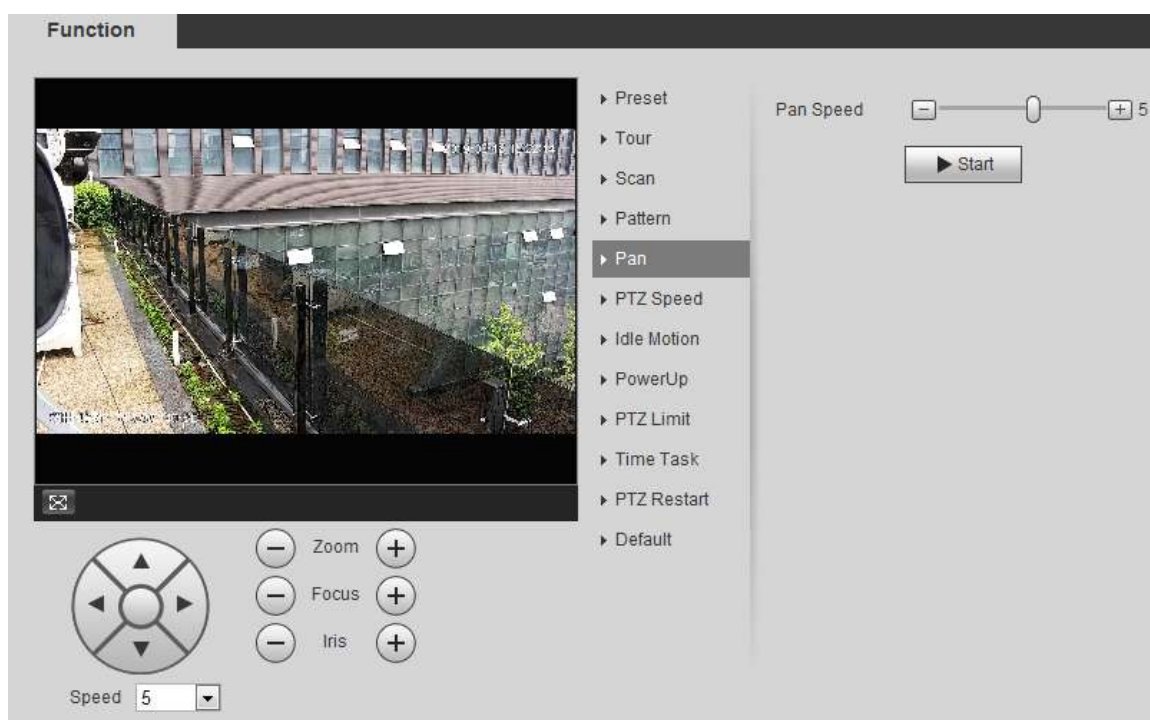 Function
Preset
Tour
Scan
Pattern
Pan
PTZ Speed
Idle Motion
PowerUp
PTZ Limit
Time Task
PTZ Restart
Default
Pan Speed
5
Start
Zoom
Focus
Iris
Speed 5